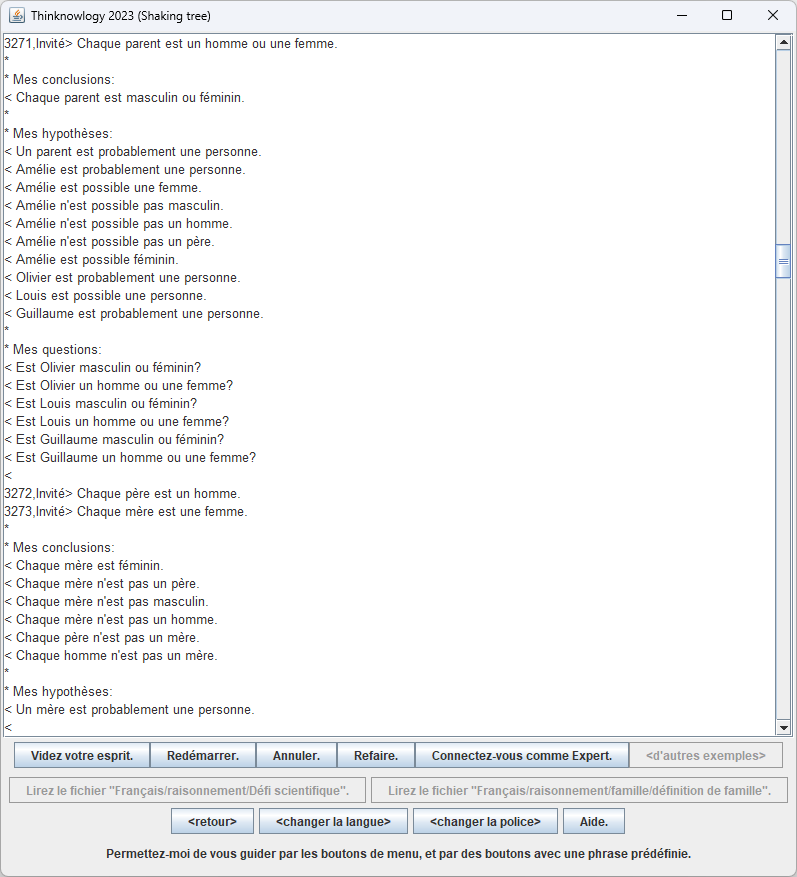 Thinknowlogy 2023 (Shaking tree)
3271,Invité> Chaque parent est un homme ou une femme.
*
* Mes conclusions:
< Chaque parent est masculin ou féminin.
*
* Mes hypothèses:
< Un parent est probablement une personne.
< Amélie est probablement une personne.
< Amélie est possible une femme.
< Amélie n'est possible pas masculin.
< Amélie n'est possible pas un homme.
< Amélie n'est possible pas un père.
< Amélie est possible féminin.
< Olivier est probablement une personne.
< Louis est possible une personne.
< Guillaume est probablement une personne.
*
* Mes questions:
< Est Olivier masculin ou féminin?
< Est Olivier un homme ou une femme?
< Est Louis masculin ou féminin?
< Est Louis un homme ou une femme?
< Est Guillaume masculin ou féminin?
< Est Guillaume un homme ou une femme?
<
3272,Invité> Chaque père est un homme.
3273,Invité> Chaque mère est une femme.
*
* Mes conclusions:
< Chaque mère est féminin.
< Chaque mère n'est pas un père.
< Chaque mère n'est pas masculin.
< Chaque mère n'est pas un homme.
< Chaque père n'est pas un mère.
< Chaque homme n'est pas un mère.
*
* Mes hypothèses:
< Un mère est probablement une personne.
<
Videz votre esprit. Redémarrer. Annuler. Refaire. Connectez-vous comme Expert. <d'autres exemples>
Lirez le fichier "Français/raisonnement/Défi scientifique". Lirez le fichier "Français/raisonnement/famille/définition de famille".
<retour> <changer la langue> <changer la police> Aide.
Permettez-moi de vous guider par les boutons de menu, et par des boutons avec une phrase prédéfinie.